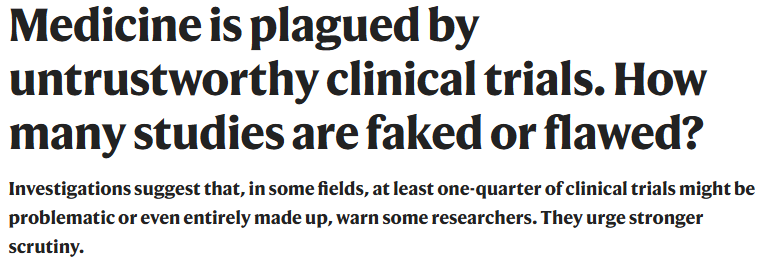 Medicine is plagued by
untrustworthy clinical trials. How
many studies are faked or flawed?
Investigations suggest that, in some fields, at least one-quarter of clinical trials might be
problematic or even entirely made up, warn some researchers. They urge stronger
scrutiny.